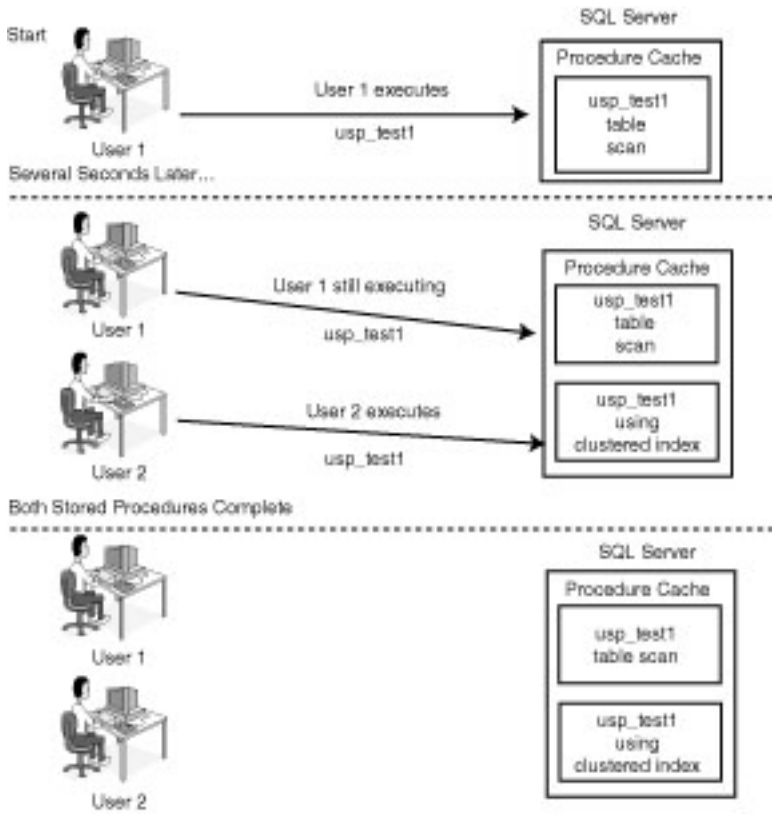 Start
SQL Server
Procedure Cache
User 1 executes
usp_test1
usp_test1
table
scan
User 1
Several Seconds Later...
SQL Server
Procedure Cache
User 1 still executing
usp_test1
usp_test1
table
scan
User 1
User 2 executes
usp_test1
usp_test1
using
clustered index
User 2
Both Stored Procedures Complete
SQL Server
Procedure Cache
usp_test1
table scan
User 1
usp_test1
using
clustered index
User 2